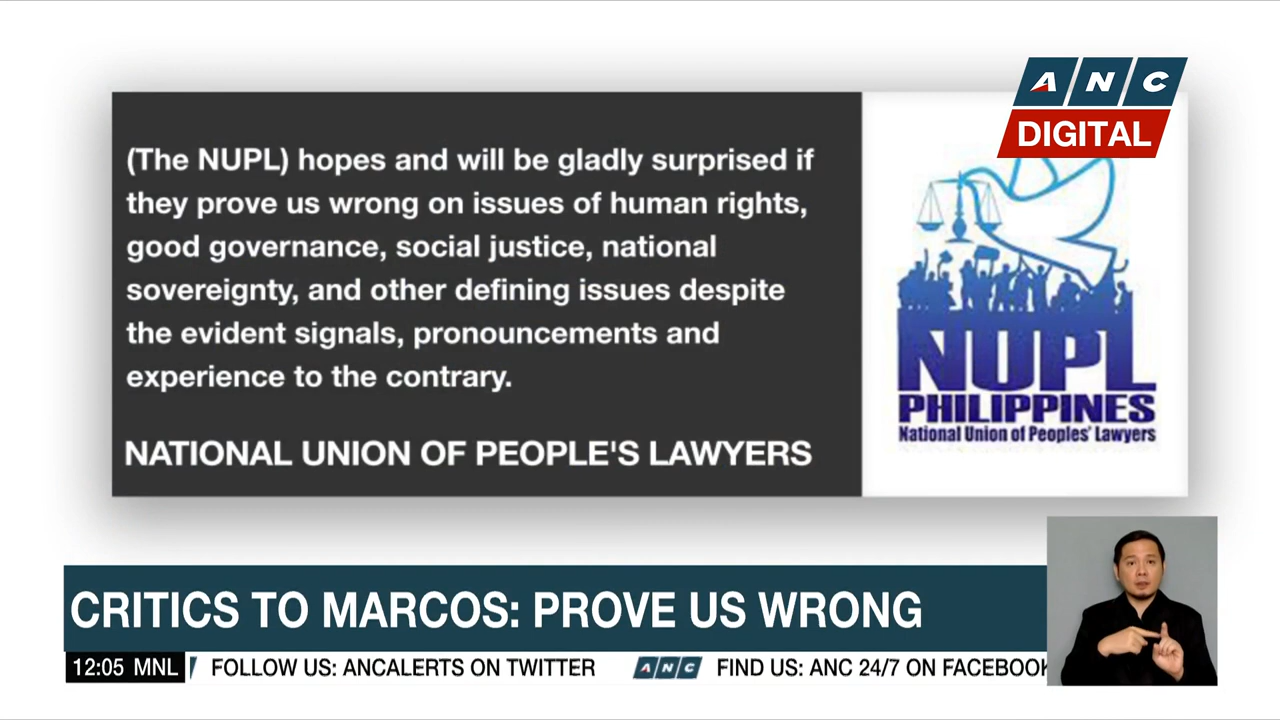 ANC
DIGITAL
(The NUPL) hopes and will be gladly surprised if
they prove us wrong on issues of human rights,
good governance, social justice, national
sovereignty, and other defining issues despite
the evident signals, pronouncements and
experience to the contrary.
NATIONAL UNION OF PEOPLE'S LAWYERS
NUPL
PHILIPPINES
National Union of Peoples' Lawyers
CRITICS TO MARCOS: PROVE US WRONG
12:05 MNL FOLLOW US: ANCALERTS ON TWITTER ANC FIND US: ANC 24/7 ON FACEBOOK